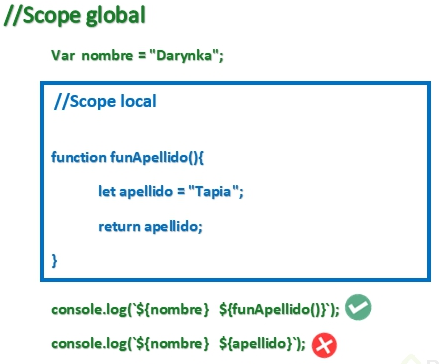 //Scope global
Var nombre = "Darynka";
//Scope local
function funApellido(){
let apellido = "Tapia";
return apellido;
}
console.log(`${nombre} ${funApellido()}`);
console.log(`${nombre} ${apellido}`);